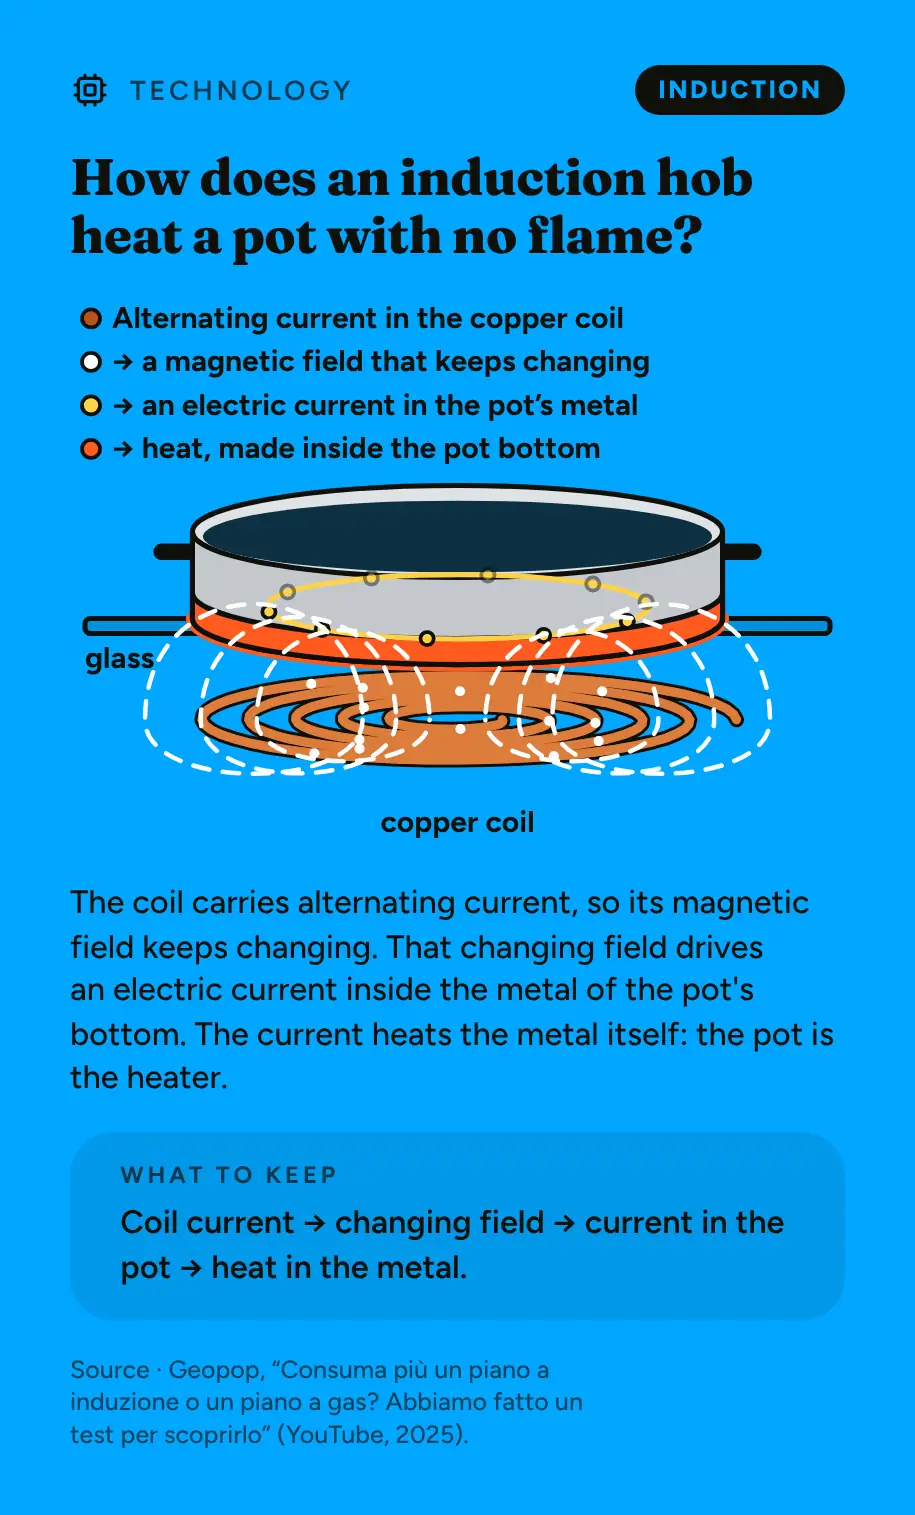 TECHNOLOGY
INDUCTION
How does an induction hob
heat a pot with no flame?
Alternating current in the copper coil
→ a magnetic field that keeps changing
→ an electric current in the pot’s metal
→ heat, made inside the pot bottom
glass
copper coil
The coil carries alternating current, so its magnetic
field keeps changing. That changing field drives
an electric current inside the metal of the pot's
bottom. The current heats the metal itself: the pot is
the heater.
WHAT TO KEEP
Coil current → changing field → current in the
pot → heat in the metal.
Source · Geopop, “Consuma più un piano a
induzione o un piano a gas? Abbiamo fatto un
test per scoprirlo” (YouTube, 2025).